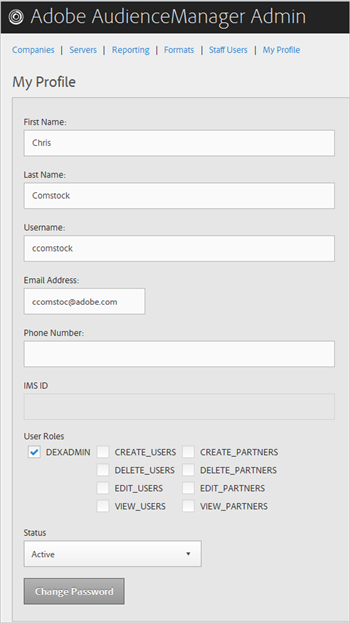 Adobe AudienceManager Admin
Companies | Servers | Reporting | Formats | Staff Users | My Profile
My Profile
First Name:
Chris
Last Name:
Comstock
Username:
ccomstock
Email Address:
ccomstoc@adobe.com
Phone Number:
IMS ID
User Roles
DEXADMIN CREATE_USERS CREATE_PARTNERS
DELETE_USERS DELETE_PARTNERS
EDIT_USERS EDIT_PARTNERS
VIEW_USERS VIEW_PARTNERS
Status
Active
Change Password